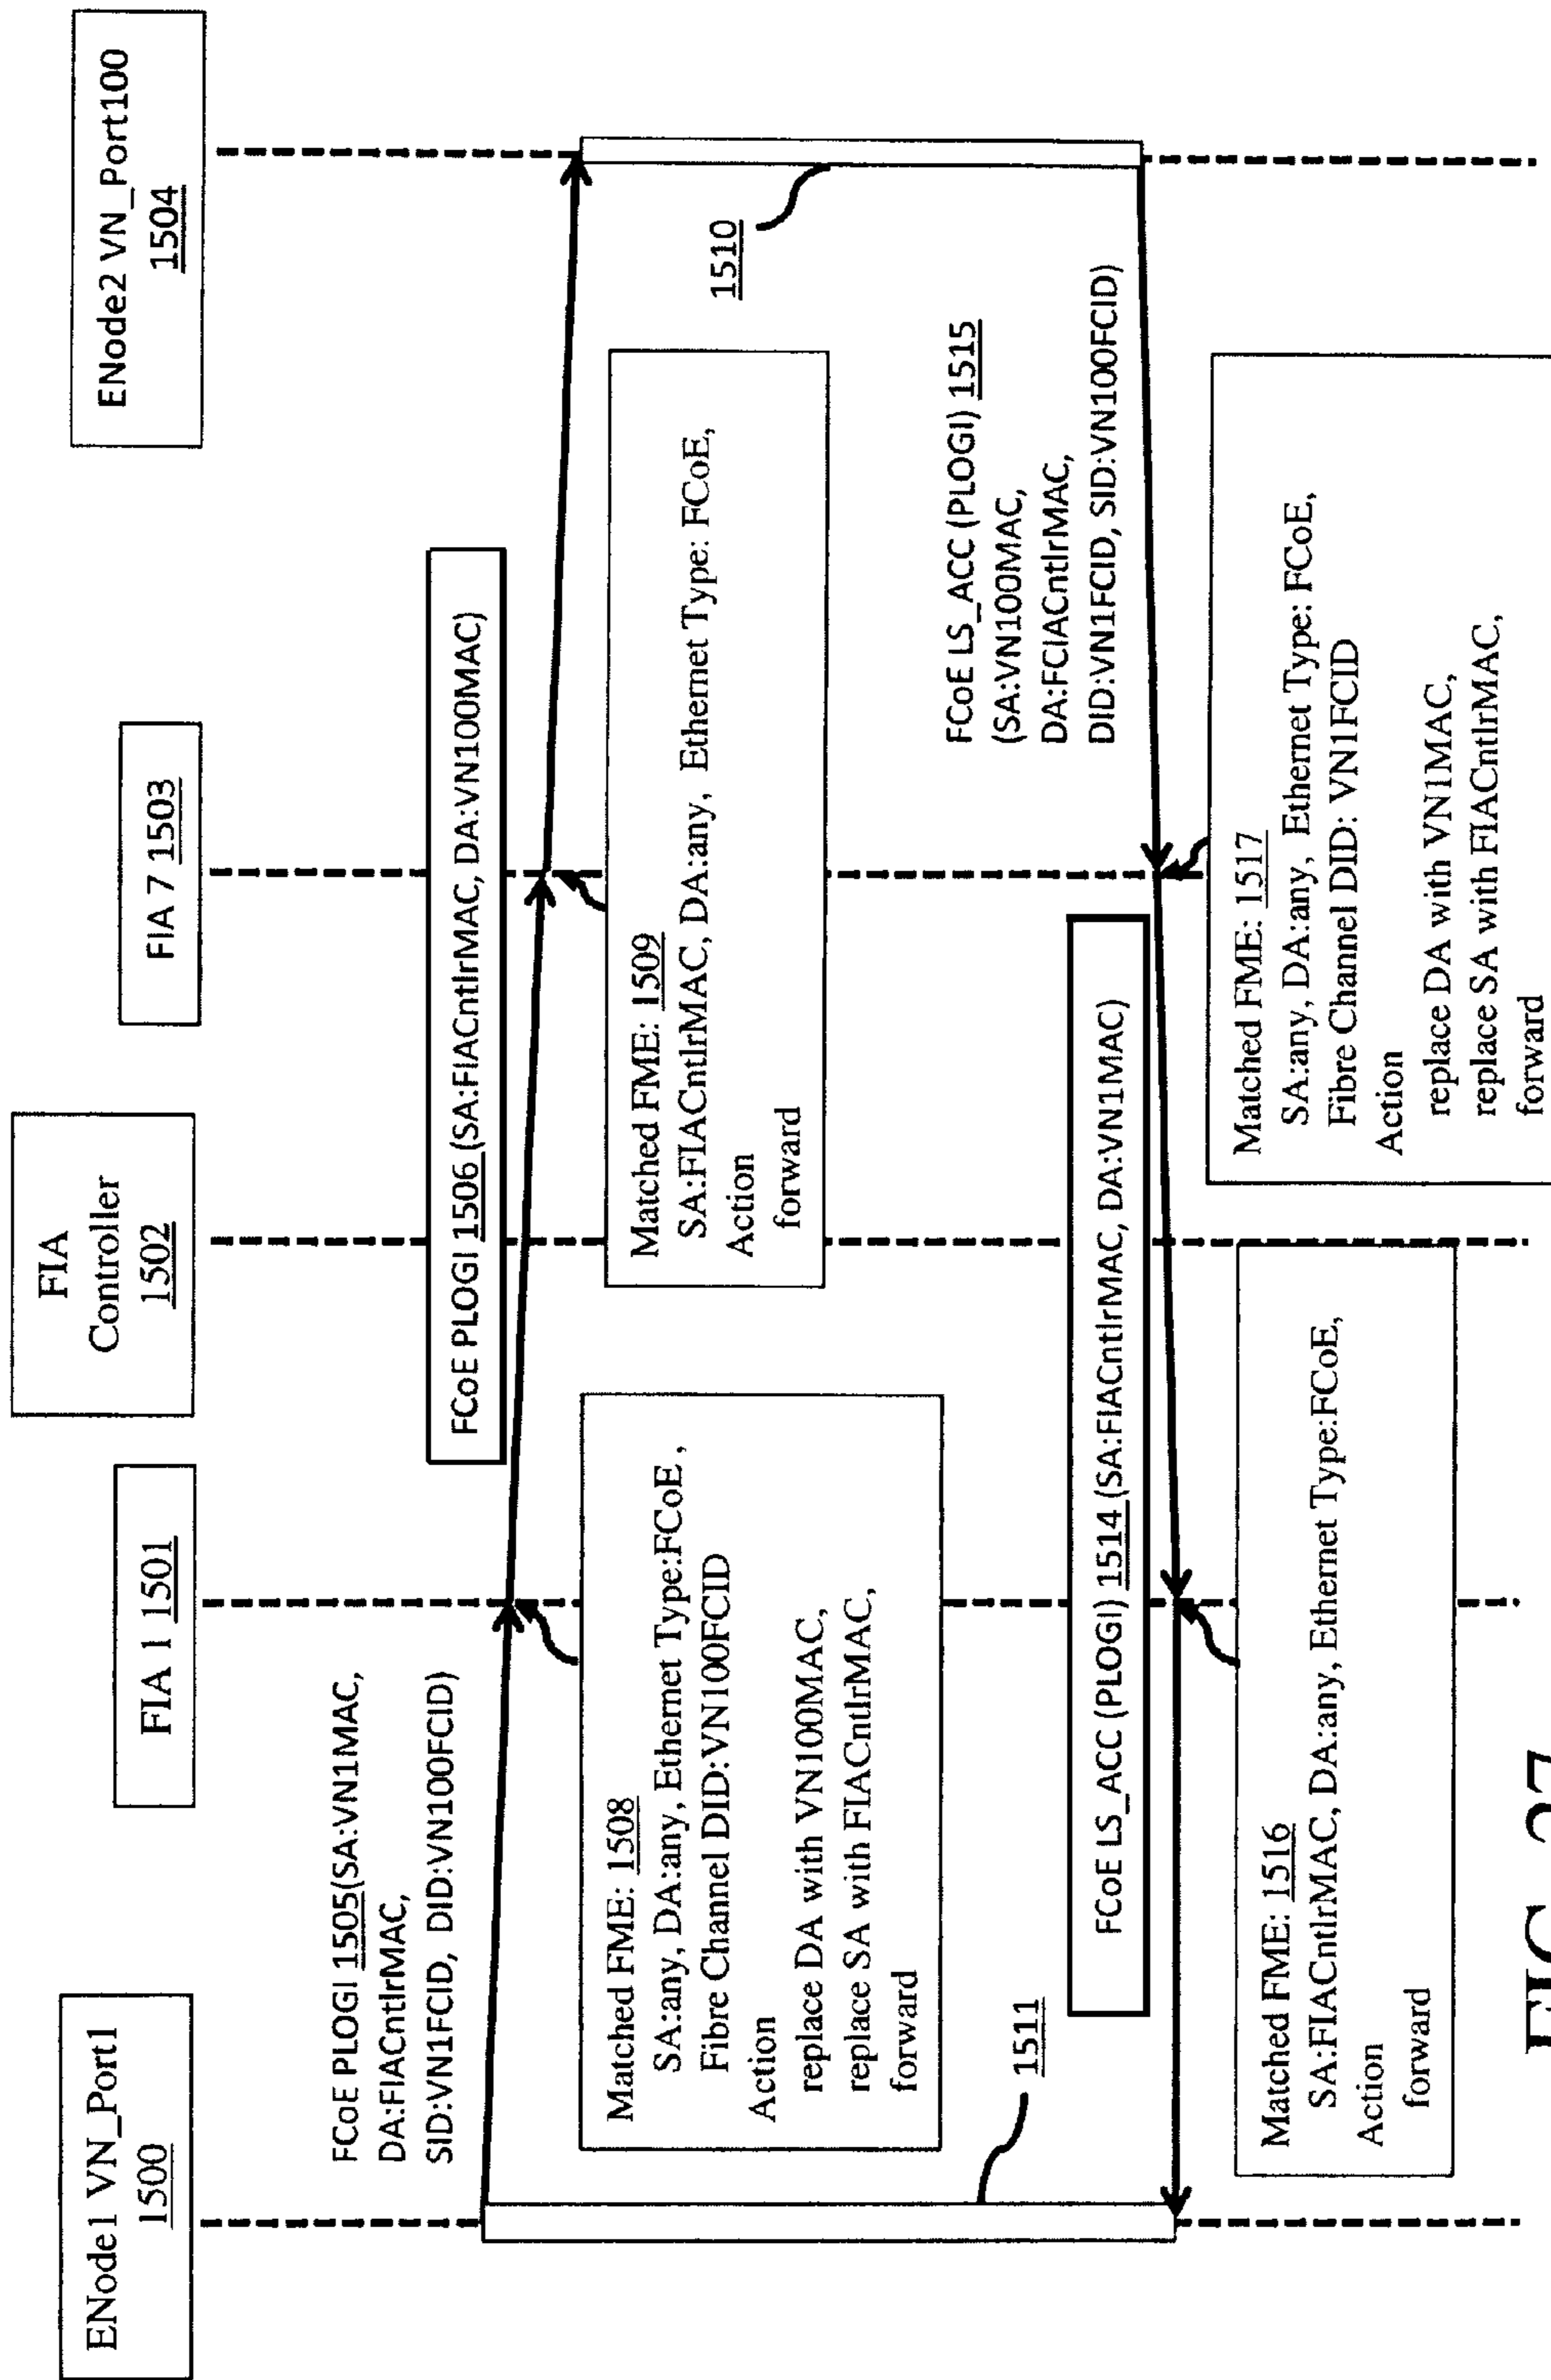 ENode1 VN_Port1
1500
FIA 1 1501
FIA
Controller
1502
FIA 7 1503
ENode2 VN_Port100
1504
FCoE PLOGI 1505(SA:VN1MAC,
DA:FIACntlrMAC,
SID:VN1FCID, DID:VN100FCID)
FCoE PLOGI 1506 (SA:FIACntlrMAC, DA:VN100MAC)
Matched FME: 1508
SA:any, DA:any, Ethernet Type:FCoE ,
Fibre Channel DID:VN100FCID
Action
replace DA with VN100MAC,
replace SA with FIACntlrMAC,
forward
Matched FME: 1509
SA:FIACntlrMAC, DA:any, Ethernet Type: FCoE,
Action
forward
1510
1511
FCoE LS_ACC (PLOGI) 1515
(SA:VN100MAC,
DA:FCIACntlrMAC,
DID:VN1FCID, SID:VN100FCID)
FCoE LS_ACC (PLOGI) 1514 (SA:FIACntlrMAC, DA:VN1MAC)
Matched FME: 1516
SA:FIACntlrMAC, DA:any, Ethernet Type:FCoE,
Action
forward
Matched FME: 1517
SA:any, DA:any, Ethernet Type: FCoE,
Fibre Channel DID: VN1FCID
Action
replace DA with VN1MAC,
replace SA with FIACntlrMAC,
forward